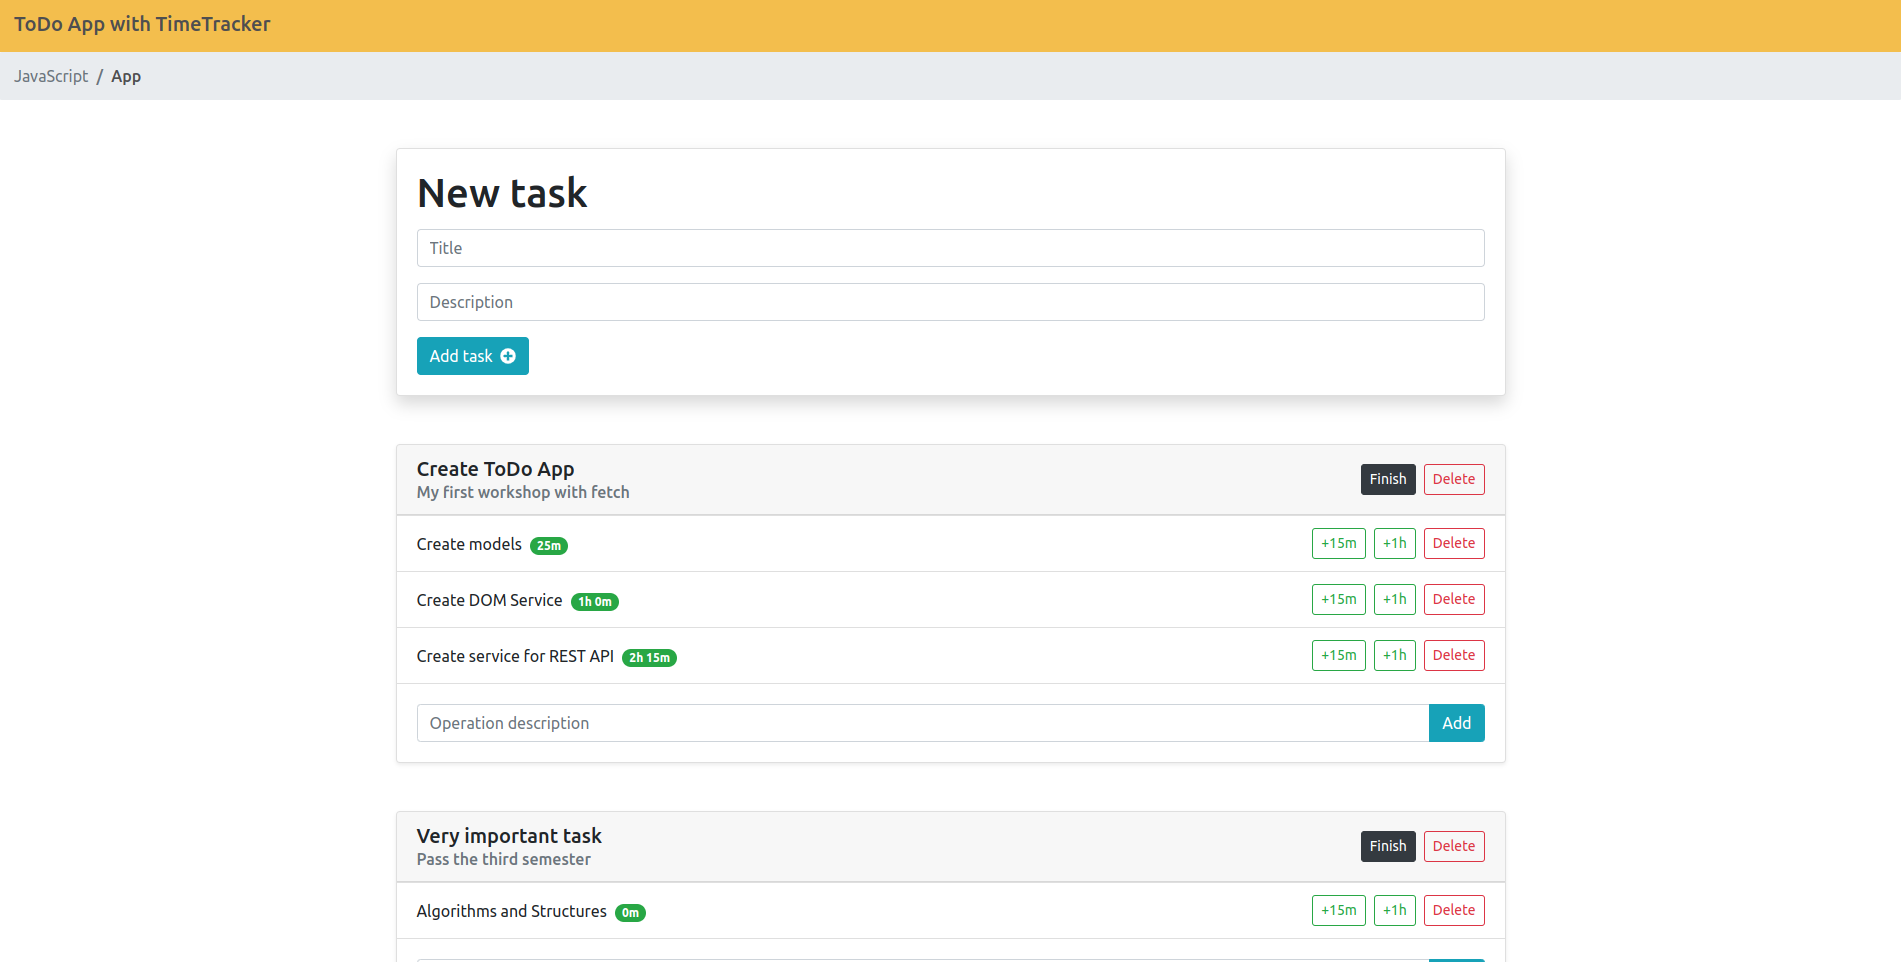 ToDo App with TimeTracker
JavaScript / App
New task
Title
Description
Add task
Create ToDo App
My first workshop with fetch
Finish Delete
Create models 25m +15m +1h Delete
Create DOM Service 1h 0m +15m +1h Delete
Create service for REST API 2h 15m +15m +1h Delete
Operation description Add
Very important task
Pass the third semester
Finish Delete
Algorithms and Structures 0m +15m +1h Delete